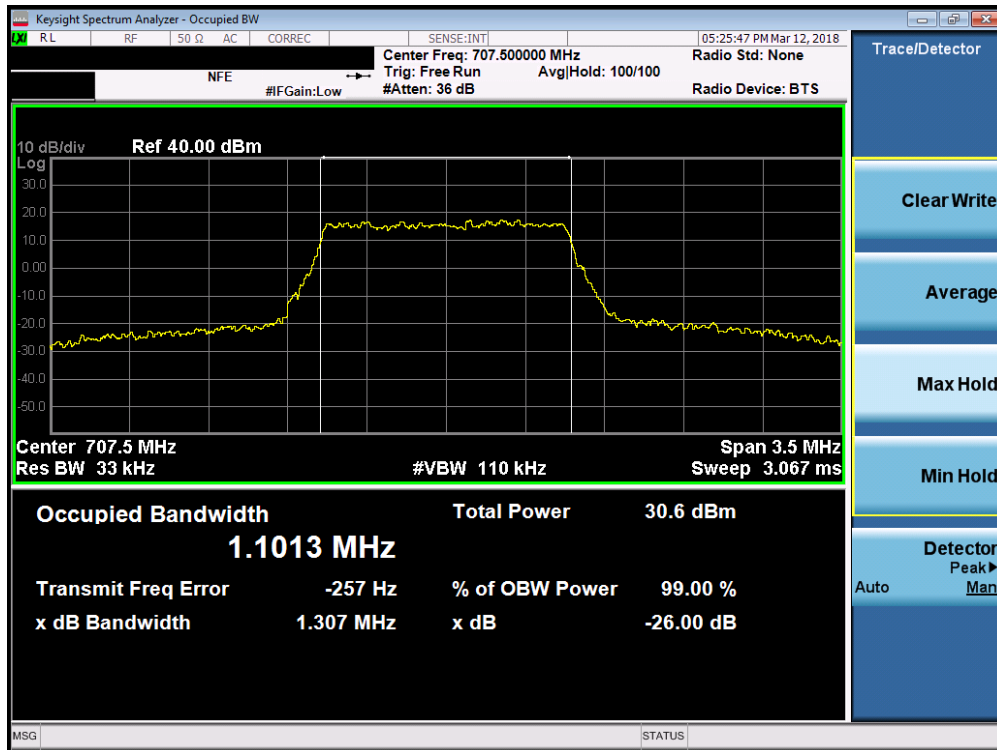 Keysight Spectrum Analyzer - Occupied BW
LXI RL RF 50 Ω AC CORREC SENSE:INT 05:25:47 PM Mar 12, 2018
Center Freq: 707.500000 MHz Radio Std: None
NFE Trig: Free Run Avg|Hold: 100/100
#IFGain:Low #Atten: 36 dB Radio Device: BTS
Trace/Detector
10 dB/div Ref 40.00 dBm
Log
30.0
20.0
10.0
0.00
-10.0
-20.0
-30.0
-40.0
-50.0
Center 707.5 MHz Span 3.5 MHz
Res BW 33 kHz #VBW 110 kHz Sweep 3.067 ms
Occupied Bandwidth Total Power 30.6 dBm
1.1013 MHz
Transmit Freq Error -257 Hz % of OBW Power 99.00 %
x dB Bandwidth 1.307 MHz x dB -26.00 dB
Clear Write
Average
Max Hold
Min Hold
Detector
Peak▶
Auto Man
MSG STATUS